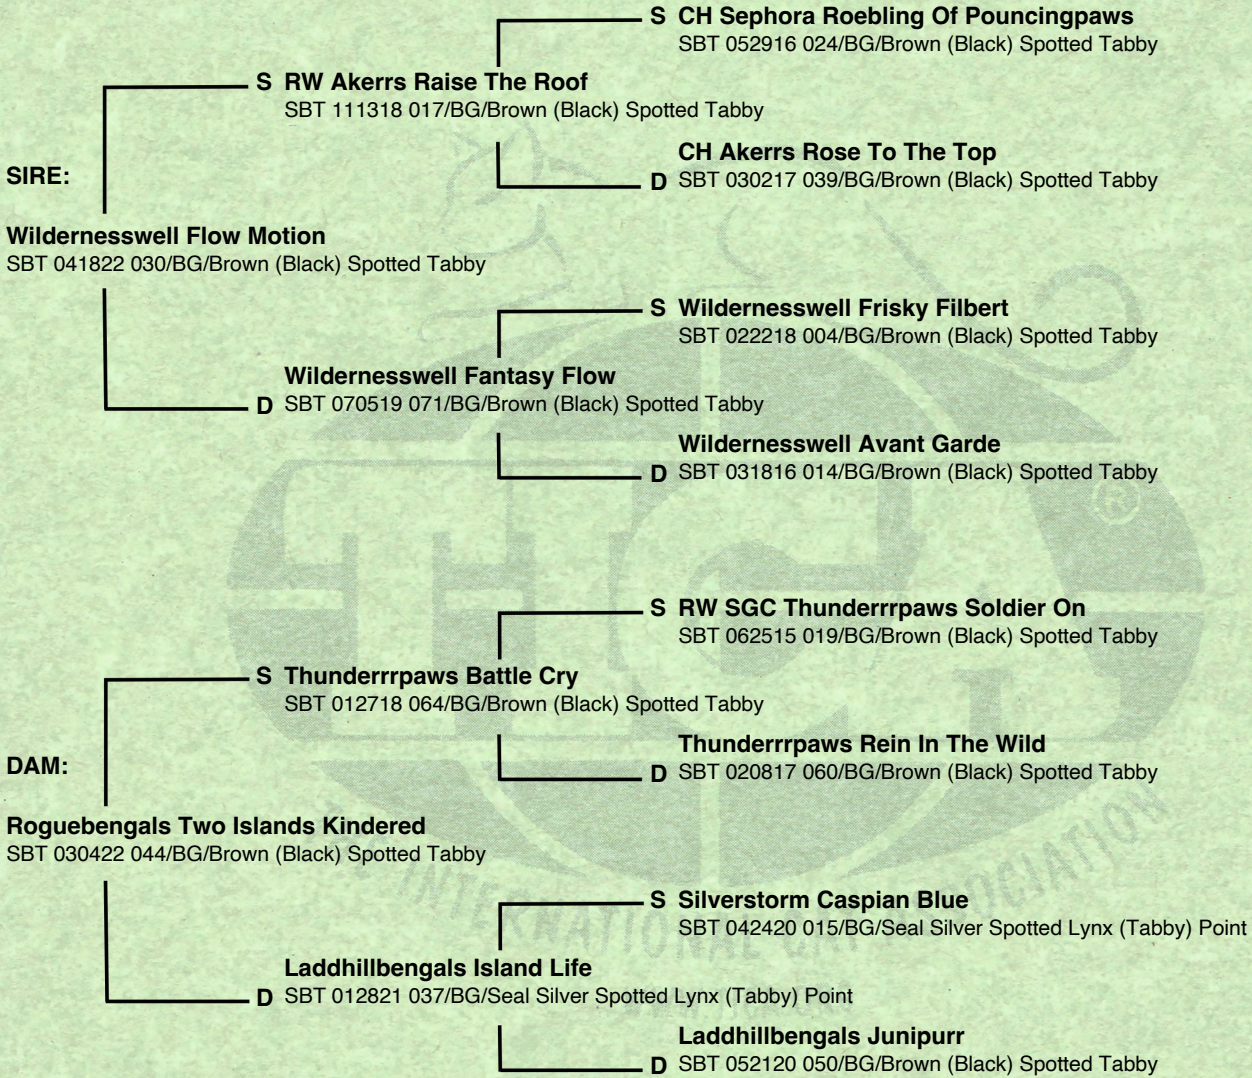 S CH Sephora Roebling Of Pouncingpaws
SBT 052916 024/BG/Brown (Black) Spotted Tabby
S RW Akerrs Raise The Roof
SBT 111318 017/BG/Brown (Black) Spotted Tabby
CH Akerrs Rose To The Top
D SBT 030217 039/BG/Brown (Black) Spotted Tabby
SIRE:
Wildernesswell Flow Motion
SBT 041822 030/BG/Brown (Black) Spotted Tabby
S Wildernesswell Frisky Filbert
SBT 022218 004/BG/Brown (Black) Spotted Tabby
Wildernesswell Fantasy Flow
D SBT 070519 071/BG/Brown (Black) Spotted Tabby
Wildernesswell Avant Garde
D SBT 031816 014/BG/Brown (Black) Spotted Tabby
TICA
®
S RW SGC Thunderrrpaws Soldier On
SBT 062515 019/BG/Brown (Black) Spotted Tabby
S Thunderrrpaws Battle Cry
SBT 012718 064/BG/Brown (Black) Spotted Tabby
Thunderrrpaws Rein In The Wild
D SBT 020817 060/BG/Brown (Black) Spotted Tabby
DAM:
Roguebengals Two Islands Kindered
SBT 030422 044/BG/Brown (Black) Spotted Tabby
S Silverstorm Caspian Blue
SBT 042420 015/BG/Seal Silver Spotted Lynx (Tabby) Point
Laddhillbengals Island Life
D SBT 012821 037/BG/Seal Silver Spotted Lynx (Tabby) Point
Laddhillbengals Junipurr
D SBT 052120 050/BG/Brown (Black) Spotted Tabby
INTERNATIONAL CAT ASSOCIATION